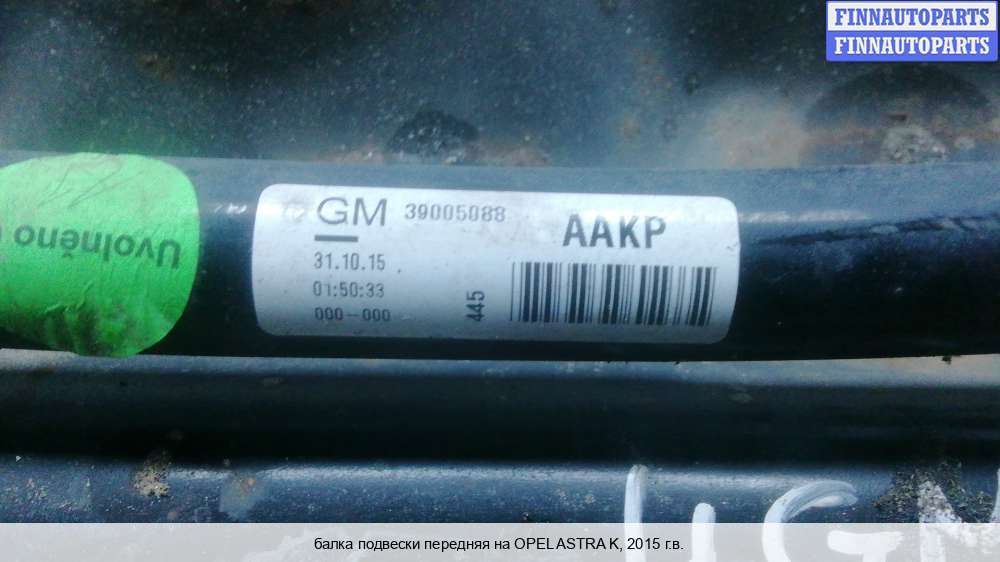 FINNAUTOPARTS
FINNAUTOPARTS
Uvolněno
GM 39005088
AAKP
31.10.15
01:50:33
000-000
445
балка подвески передняя на OPEL ASTRA K, 2015 г.в.